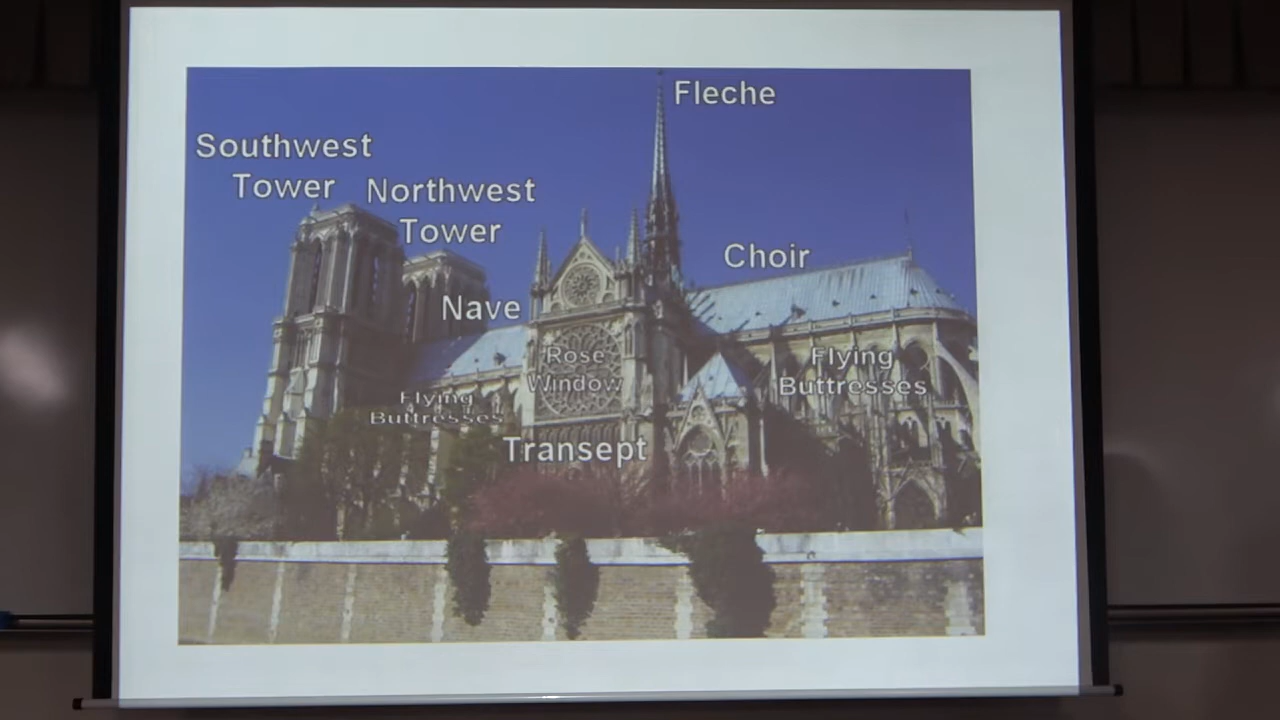 Fleche
Southwest
Tower
Northwest
Tower
Choir
Nave
Rose
Window
Flying
Buttresses
Flying
Buttresses
Transept